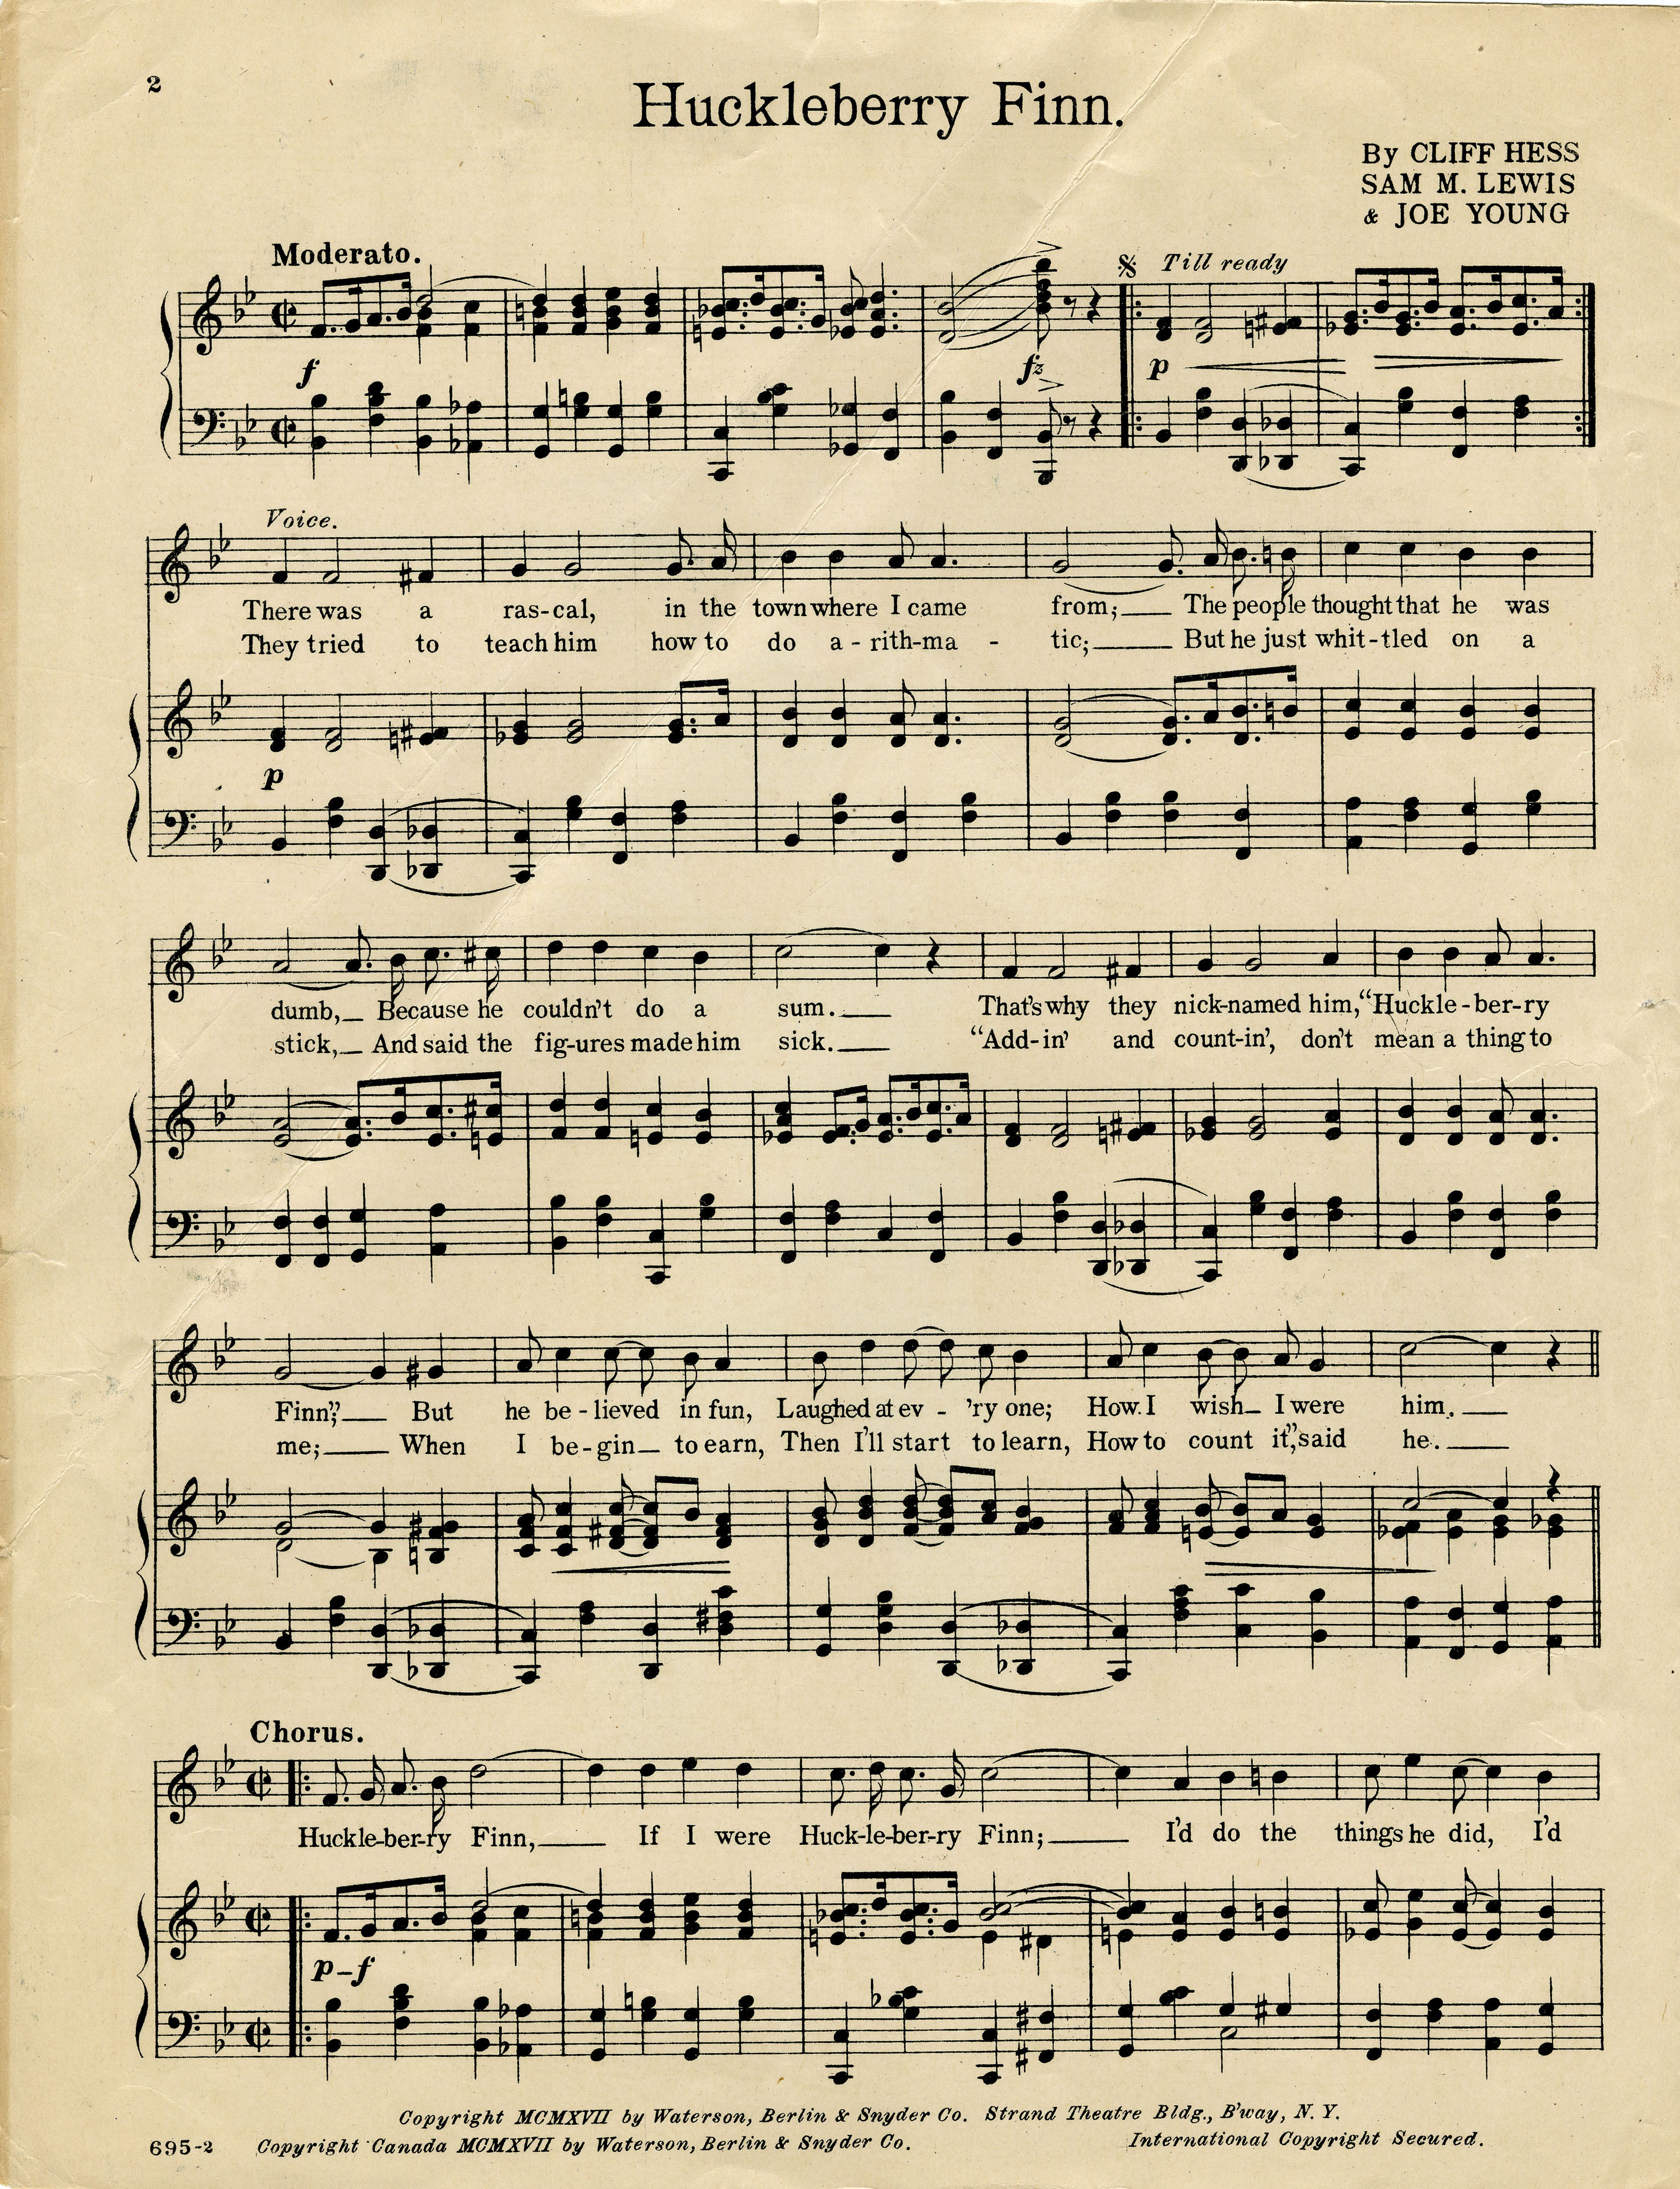 2
Huckleberry Finn.
By CLIFF HESS
SAM M. LEWIS
& JOE YOUNG
Moderato.
Till ready
f
fz
p
Voice.
There was a ras-cal, in the town where I came from;— The people thought that he was
They tried to teach him how to do a-rith-ma - tic;— But he just whit-tled on a
p
dumb,— Because he couldn't do a sum.— That's why they nick-named him, “Huckle-ber-ry
stick,— And said the fig-ures made him sick.— “Add-in' and count-in', don't mean a thing to
Finn”;— But he be-lieved in fun, Laughed at ev - 'ry one; How I wish— I were him.—
me;— When I be-gin— to earn, Then I'll start to learn, How to count it”, said he.—
Chorus.
Huckle-ber-ry Finn,— If I were Huck-le-ber-ry Finn;— I'd do the things he did, I'd
p-f
Copyright MCMXVII by Waterson, Berlin & Snyder Co. Strand Theatre Bldg., B'way, N. Y.
695-2 Copyright Canada MCMXVII by Waterson, Berlin & Snyder Co. International Copyright Secured.